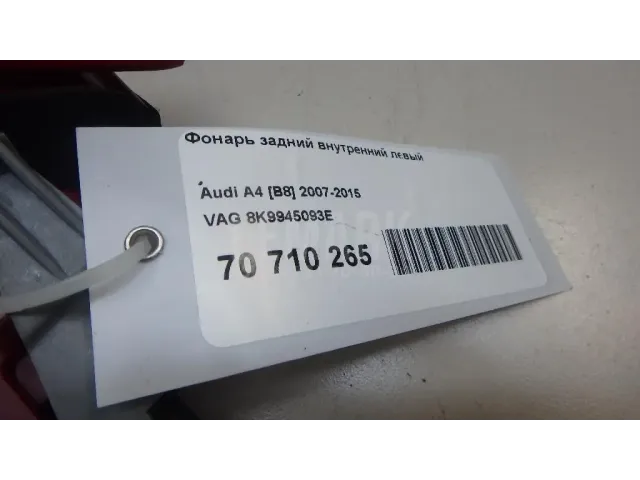 Фонарь задний внутренний левый
Audi A4 [B8] 2007-2015
VAG 8K9945093E
70 710 265